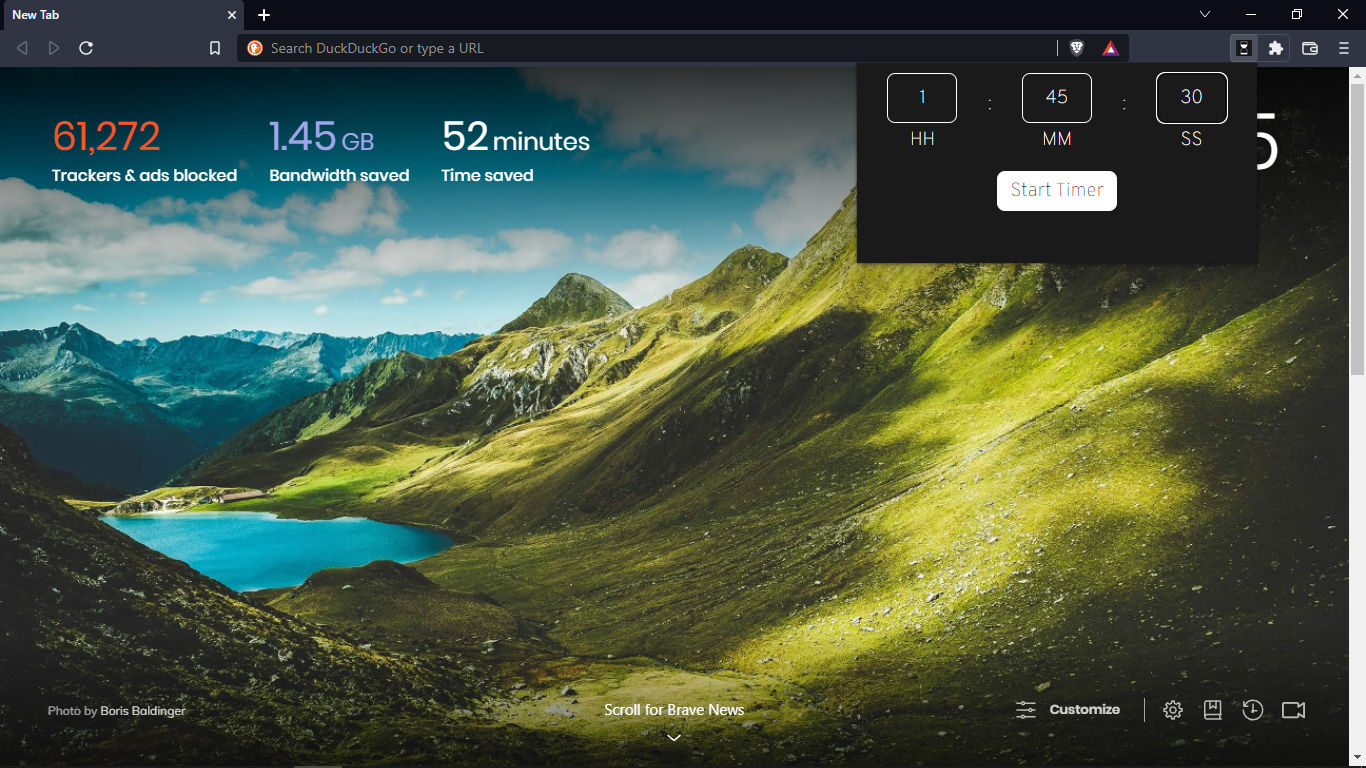 New Tab
Search DuckDuckGo or type a URL
1 : 45 : 30
HH MM SS
Start Timer
5
61,272 1.45 GB 52 minutes
Trackers & ads blocked Bandwidth saved Time saved
Photo by Boris Baldinger
Scroll for Brave News
Customize